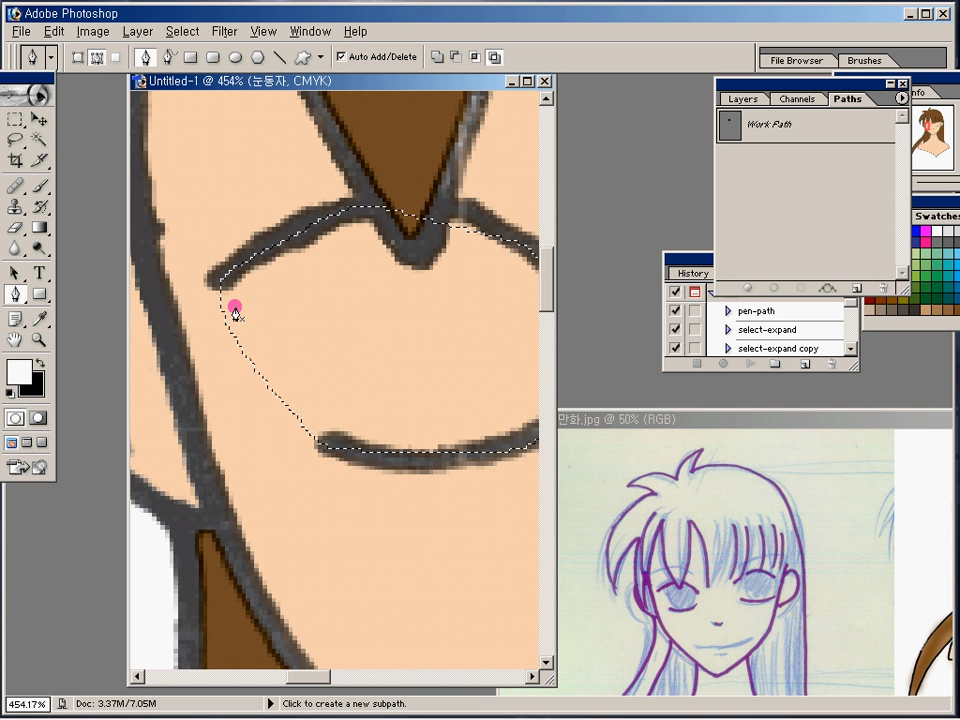 Adobe Photoshop
File Edit Image Layer Select Filter View Window Help
Auto Add/Delete
File Browser Brushes
Untitled-1 @ 454% (눈동자, CMYK)
Layers Channels Paths
nfo
Work Path
Swatches
History
pen-path
select-expand
select-expand copy
만화.jpg @ 50% (RGB)
454.17% Doc: 3.37M/7.05M Click to create a new subpath.